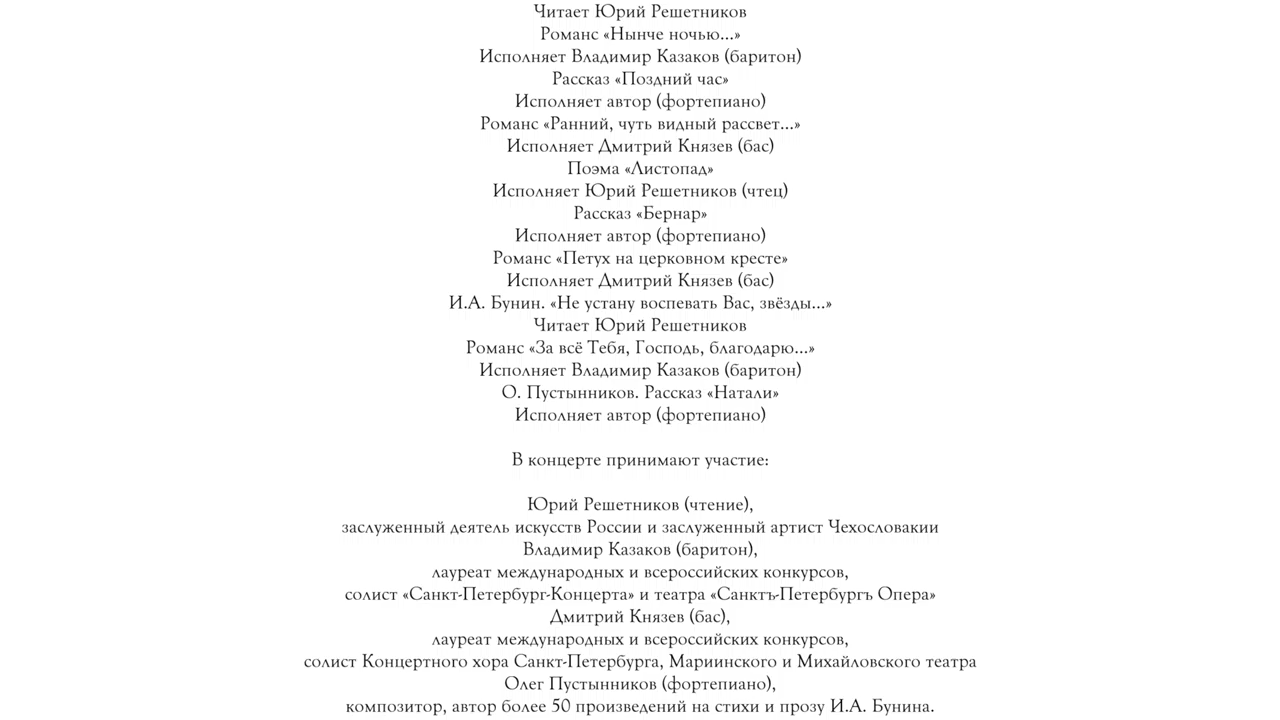 Читает Юрий Решетников
Романс «Нынче ночью...»
Исполняет Владимир Казаков (баритон)
Рассказ «Поздний час»
Исполняет автор (фортепиано)
Романс «Ранний, чуть видный рассвет...»
Исполняет Дмитрий Князев (бас)
Поэма «Листопад»
Исполняет Юрий Решетников (чтец)
Рассказ «Бернар»
Исполняет автор (фортепиано)
Романс «Петух на церковном кресте»
Исполняет Дмитрий Князев (бас)
И.А. Бунин. «Не устану воспевать Вас, звёзды...»
Читает Юрий Решетников
Романс «За всё Тебя, Господь, благодарю...»
Исполняет Владимир Казаков (баритон)
О. Пустынников. Рассказ «Натали»
Исполняет автор (фортепиано)
В концерте принимают участие:
Юрий Решетников (чтение),
заслуженный деятель искусств России и заслуженный артист Чехословакии
Владимир Казаков (баритон),
лауреат международных и всероссийских конкурсов,
солист «Санкт-Петербург-Концерта» и театра «Санктъ-Петербургъ Опера»
Дмитрий Князев (бас),
лауреат международных и всероссийских конкурсов,
солист Концертного хора Санкт-Петербурга, Мариинского и Михайловского театра
Олег Пустынников (фортепиано),
композитор, автор более 50 произведений на стихи и прозу И.А. Бунина.